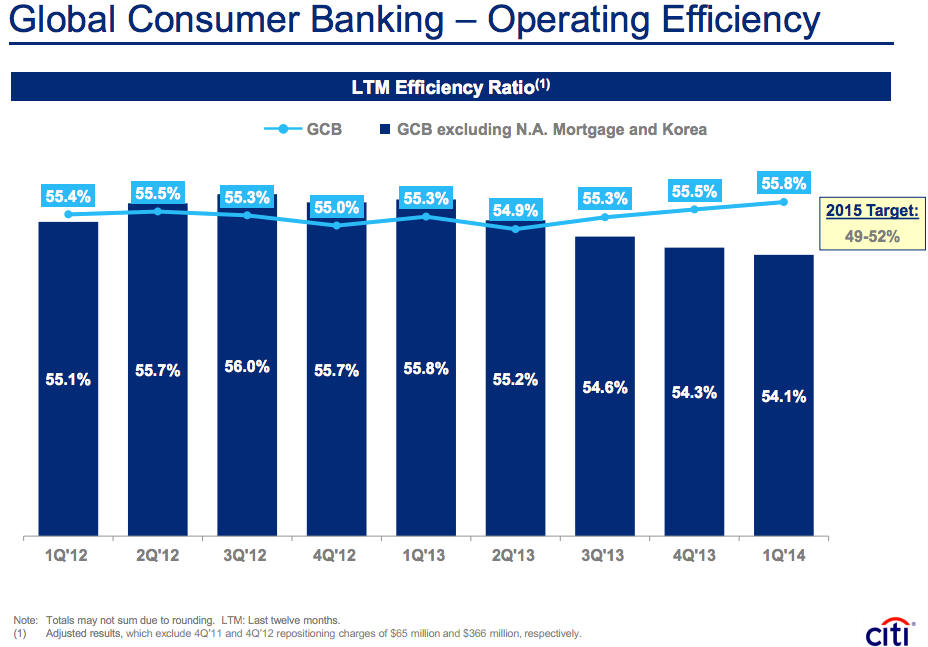 Global Consumer Banking – Operating Efficiency
LTM Efficiency Ratio(1)
GCB GCB excluding N.A. Mortgage and Korea
55.4% 55.5% 55.3% 55.0% 55.3% 54.9% 55.3% 55.5% 55.8%
2015 Target:
49-52%
55.1% 55.7% 56.0% 55.7% 55.8% 55.2% 54.6% 54.3% 54.1%
1Q'12 2Q'12 3Q'12 4Q'12 1Q'13 2Q'13 3Q'13 4Q'13 1Q'14
Note: Totals may not sum due to rounding. LTM: Last twelve months.
(1) Adjusted results, which exclude 4Q'11 and 4Q'12 repositioning charges of $65 million and $366 million, respectively.
citi®